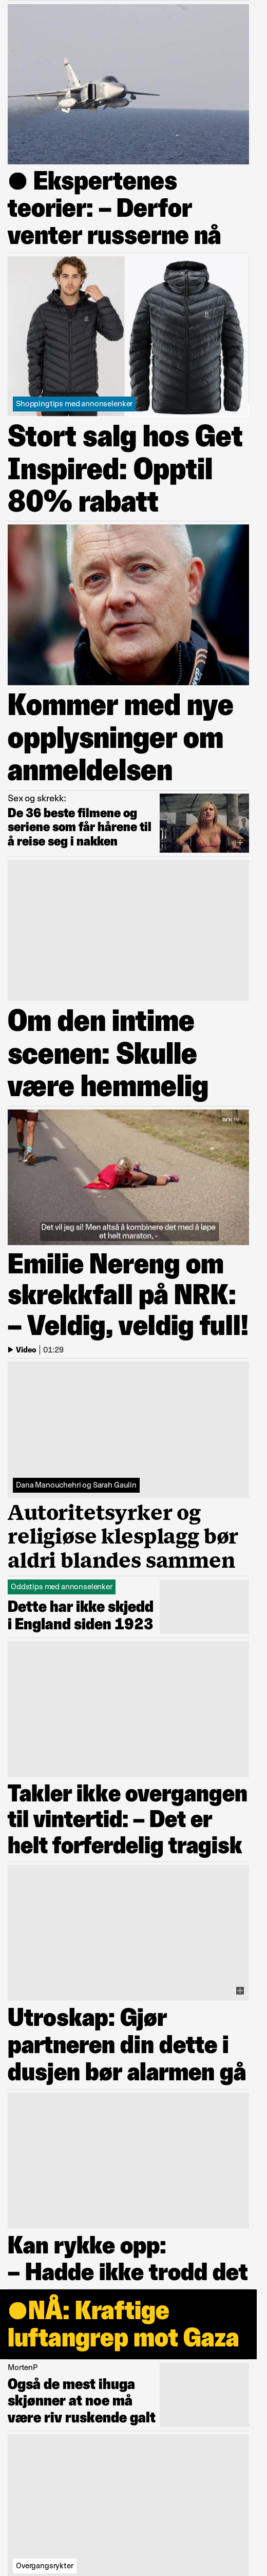 ● Ekspertenes
teorier: – Derfor
venter russerne nå
Shoppingtips med annonselenker
Stort salg hos Get
Inspired: Opptil
80% rabatt
Kommer med nye
opplysninger om
anmeldelsen
Sex og skrekk:
De 36 beste filmene og
seriene som får hårene til
å reise seg i nakken
Om den intime
scenen: Skulle
være hemmelig
Det vil jeg si! Men altså å kombinere det med å løpe
et helt maraton, -
Emilie Nereng om
skrekkfall på NRK:
– Veldig, veldig full!
Video | 01:29
Dana Manouchehri og Sarah Gaulin
Autoritetsyrker og
religiøse klesplagg bør
aldri blandes sammen
Oddstips med annonselenker
Dette har ikke skjedd
i England siden 1923
Takler ikke overgangen
til vintertid: – Det er
helt forferdelig tragisk
Utroskap: Gjør
partneren din dette i
dusjen bør alarmen gå
Kan rykke opp:
– Hadde ikke trodd det
●NÅ: Kraftige
luftangrep mot Gaza
MortenP
Også de mest ihuga
skjønner at noe må
være riv ruskende galt
Overgangsrykter